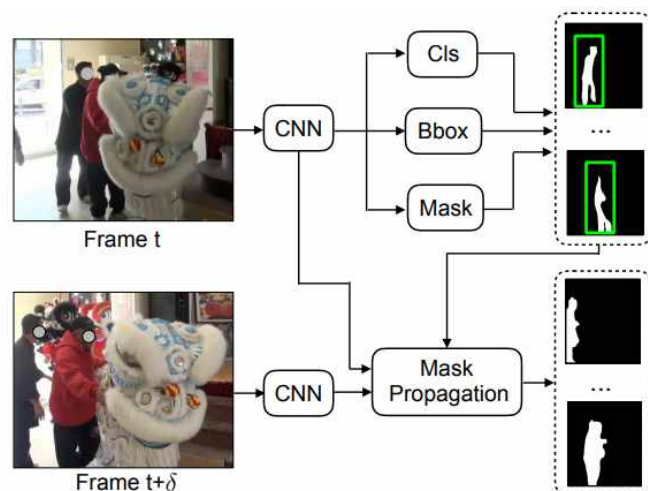 Cls
CNN
Bbox
...
Mask
Frame t
CNN
Mask
Propagation
...
Frame t+δ